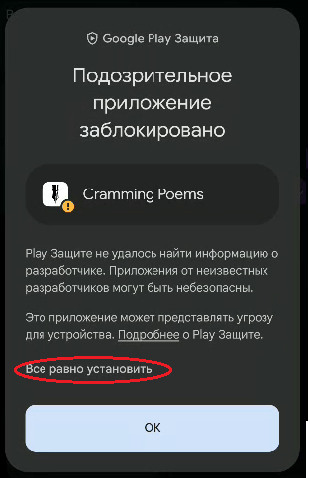 Google Play Защита
Подозрительное
приложение
заблокировано
Cramming Poems
Play Защите не удалось найти информацию о
разработчике. Приложения от неизвестных
разработчиков могут быть небезопасны.
Это приложение может представлять угрозу
для устройства. Подробнее о Play Защите.
Все равно установить
ОК